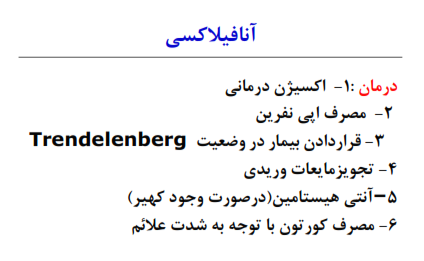 آنافیلاکسی
درمان :۱- اکسیژن درمانی
۲- مصرف اپی نفرین
۳- قراردادن بیمار در وضعیت Trendelenberg
۴- تجویزمایعات وریدی
۵–آنتی هیستامین(درصورت وجود کهیر)
۶- مصرف کورتون با توجه به شدت علائم